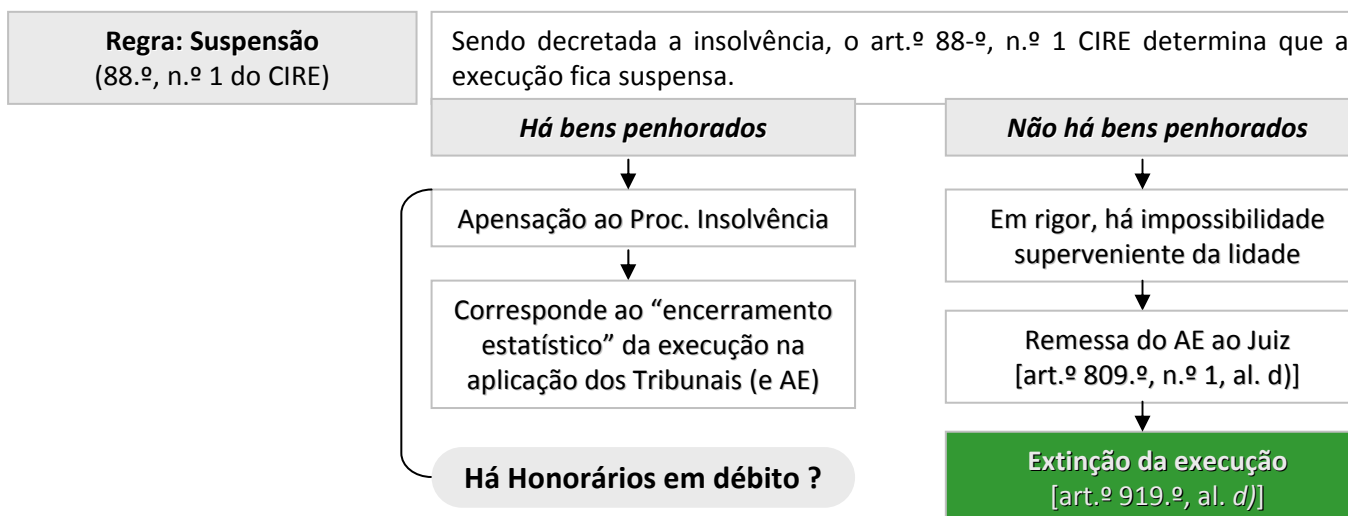 Regra: Suspensão
(88.º, n.º 1 do CIRE)
Sendo decretada a insolvência, o art.º 88-º, n.º 1 CIRE determina que a
execução fica suspensa.
Há bens penhorados
Apensação ao Proc. Insolvência
Corresponde ao “encerramento
estatístico” da execução na
aplicação dos Tribunais (e AE)
Há Honorários em débito ?
Não há bens penhorados
Em rigor, há impossibilidade
superveniente da lidade
Remessa do AE ao Juiz
[art.º 809.º, n.º 1, al. d)]
Extinção da execução
[art.º 919.º, al. d)]